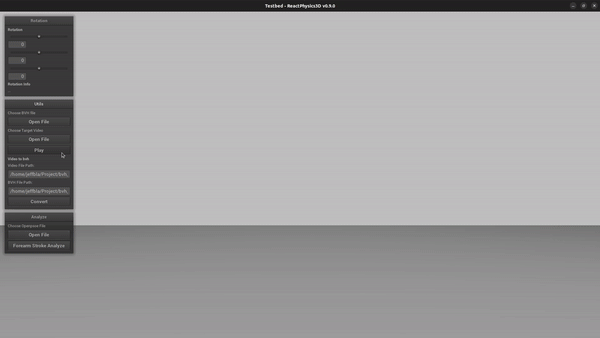 Testbed - ReactPhysics3D v0.9.0
Rotation
Rotation
0
0
0
Rotation Info
Utils
Choose BVH file
Open File
Choose Target Video
Open File
Play
Video to bvh
Video File Path:
/home/jeffbla/Project/bvh_
BVH File Path:
/home/jeffbla/Project/bvh_
Convert
Analyze
Choose Openpose File
Open File
Forearm Stroke Analyze